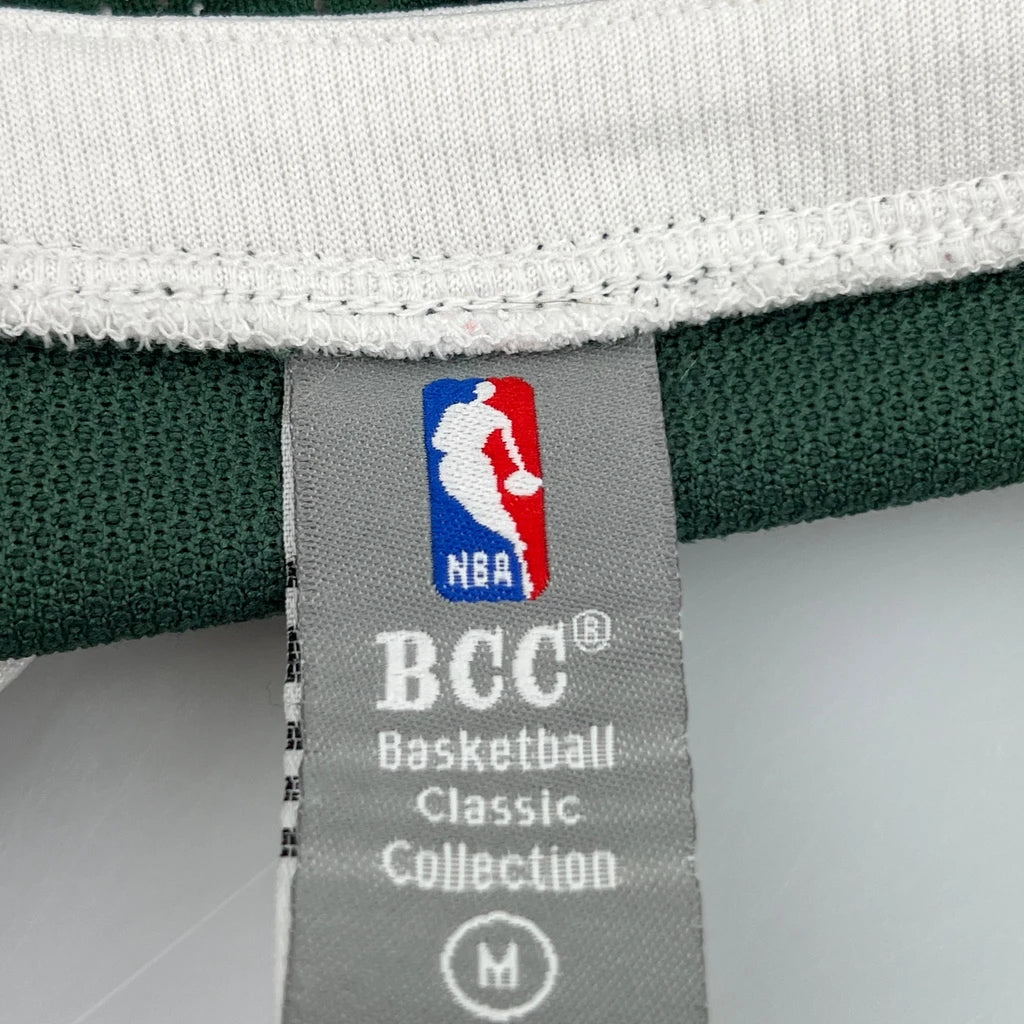 NBA
BCC®
Basketball
Classic
Collection
M